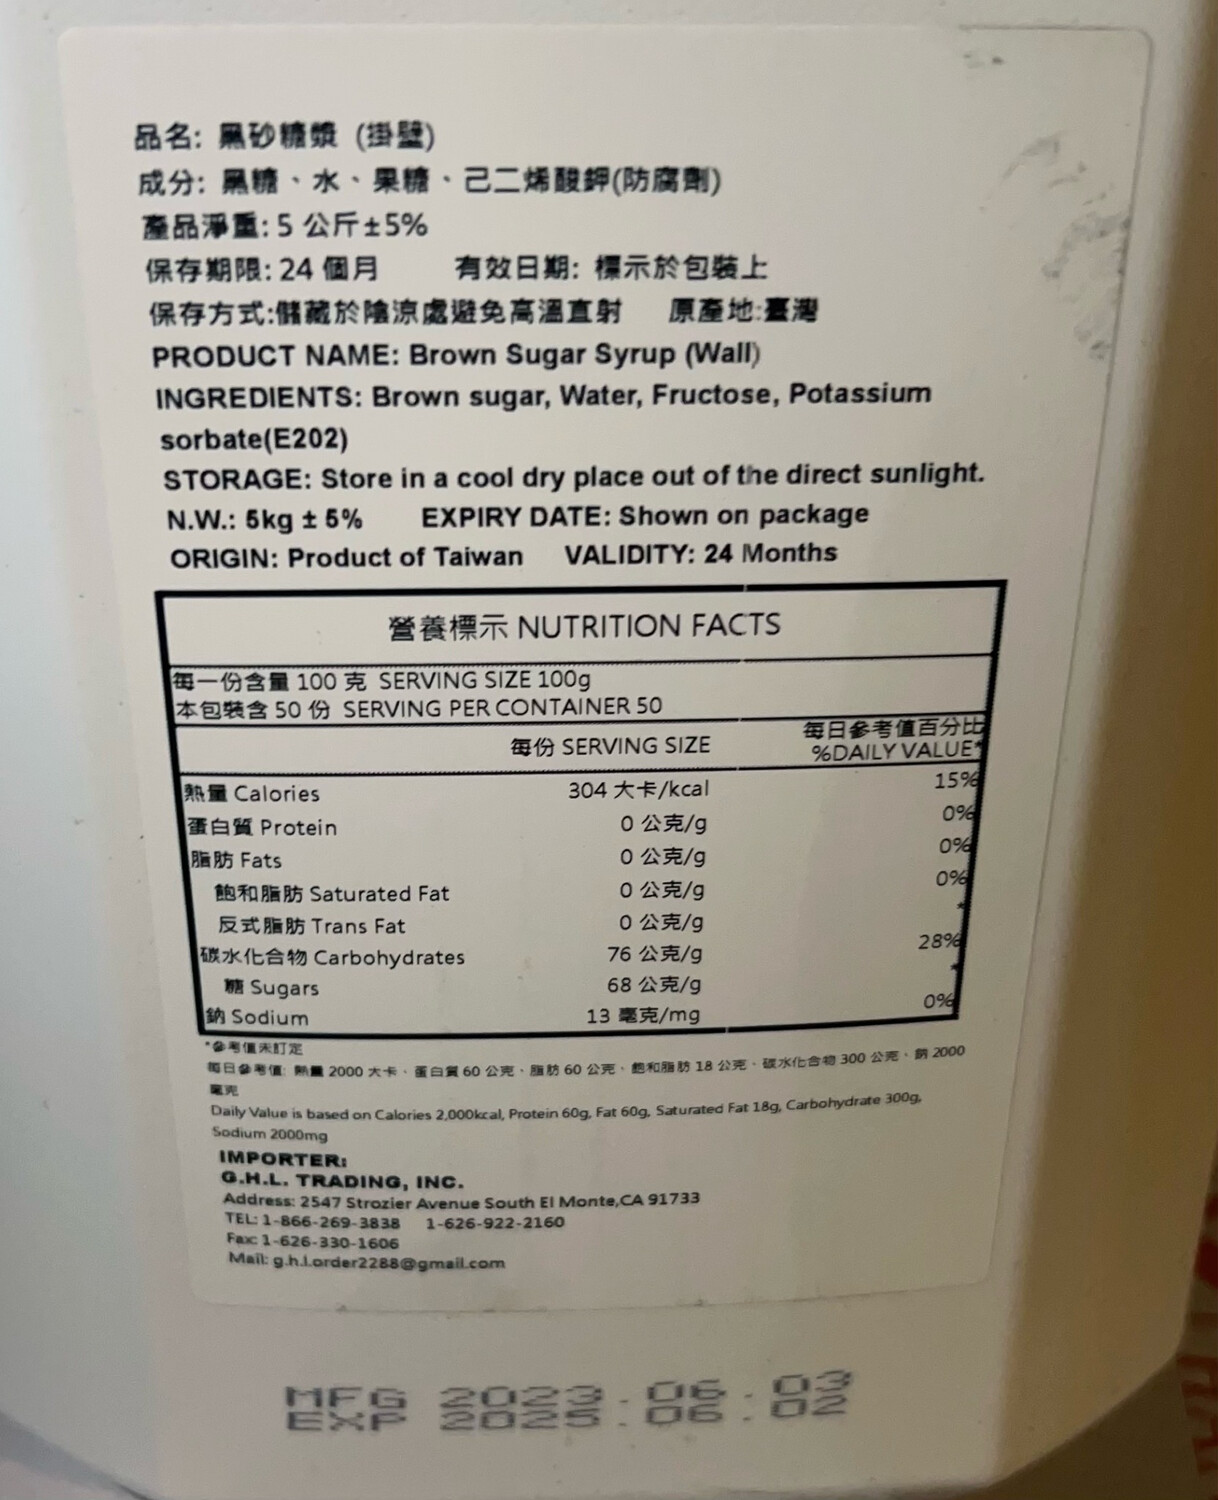 品名: 黑砂糖漿 (掛壁)
成分: 黑糖、水、果糖、己二烯酸鉀(防腐劑)
產品淨重: 5 公斤±5%
保存期限: 24 個月 有效日期: 標示於包裝上
保存方式:儲藏於陰涼處避免高溫直射 原產地:臺灣
PRODUCT NAME: Brown Sugar Syrup (Wall)
INGREDIENTS: Brown sugar, Water, Fructose, Potassium
sorbate(E202)
STORAGE: Store in a cool dry place out of the direct sunlight.
N.W.: 5kg ± 5% EXPIRY DATE: Shown on package
ORIGIN: Product of Taiwan VALIDITY: 24 Months
營養標示 NUTRITION FACTS
每一份含量 100 克 SERVING SIZE 100g
本包裝含 50 份 SERVING PER CONTAINER 50
每份 SERVING SIZE 每日參考值百分比
%DAILY VALUE*
熱量 Calories 304 大卡/kcal 15%
蛋白質 Protein 0 公克/g 0%
脂肪 Fats 0 公克/g 0%
飽和脂肪 Saturated Fat 0 公克/g 0%
反式脂肪 Trans Fat 0 公克/g *
碳水化合物 Carbohydrates 76 公克/g 28%
糖 Sugars 68 公克/g *
鈉 Sodium 13 毫克/mg 0%
*參考值未訂定
每日參考值: 熱量 2000 大卡、蛋白質 60 公克、脂肪 60 公克、飽和脂肪 18 公克、碳水化合物 300 公克、鈉 2000
毫克
Daily Value is based on Calories 2,000kcal, Protein 60g, Fat 60g, Saturated Fat 18g, Carbohydrate 300g,
Sodium 2000mg
IMPORTER:
G.H.L. TRADING, INC.
Address: 2547 Strozier Avenue South El Monte,CA 91733
TEL: 1-866-269-3838 1-626-922-2160
Fax: 1-626-330-1606
Mail: g.h.l.order2288@gmail.com
MFG 2023.06.03
EXP 2025.06.02